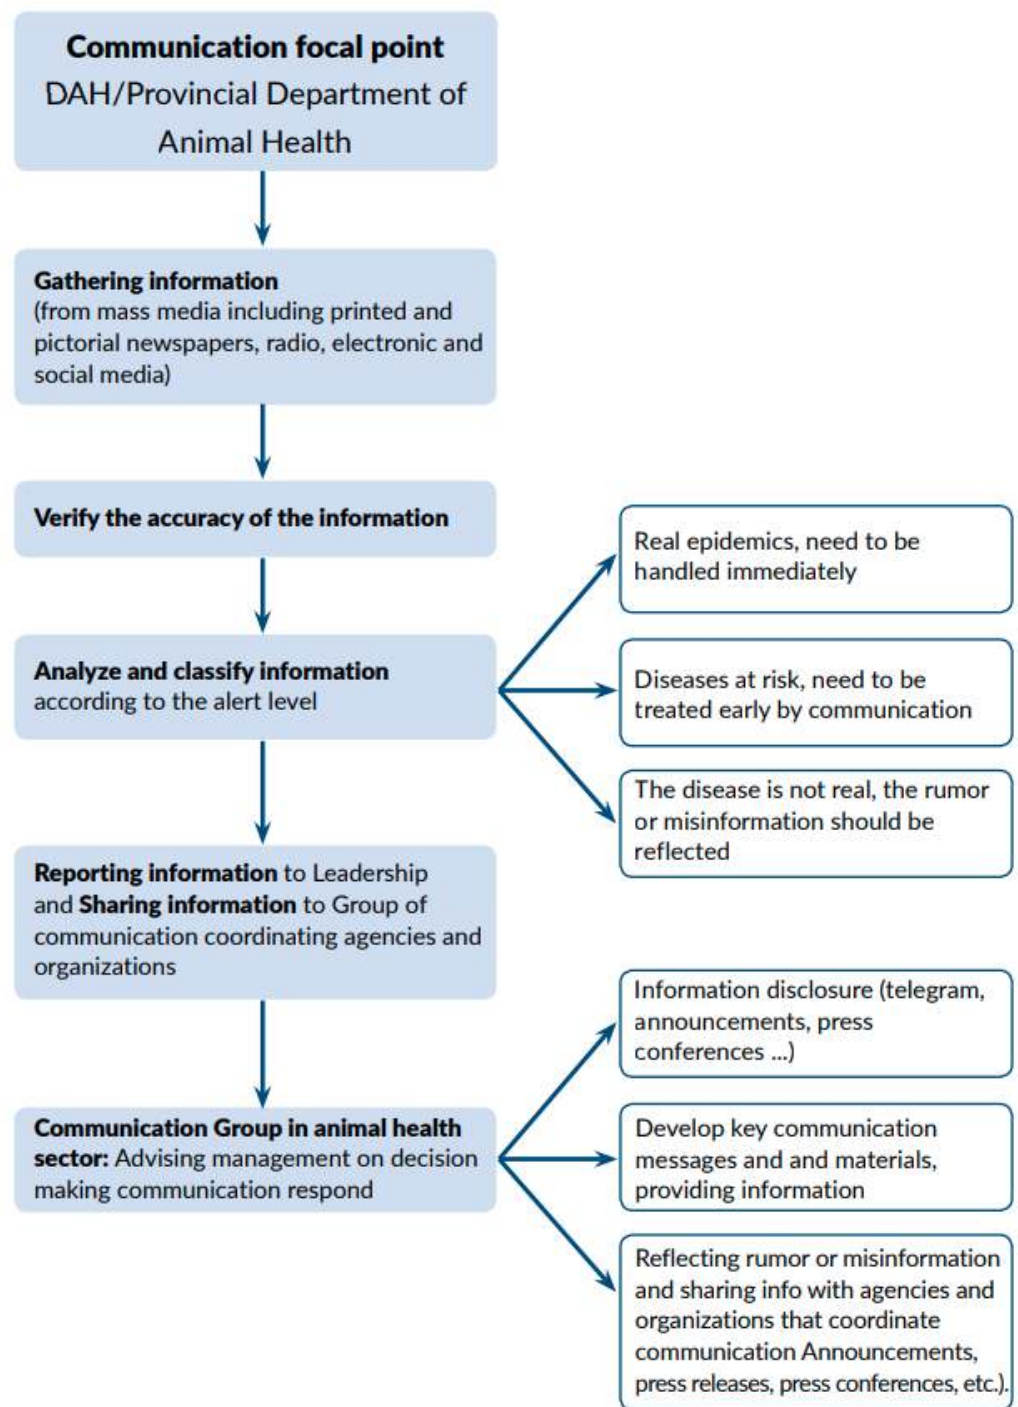 Communication focal point
DAH/Provincial Department of
Animal Health
Gathering information
(from mass media including printed and
pictorial newspapers, radio, electronic and
social media)
Verify the accuracy of the information
Analyze and classify information
according to the alert level
Real epidemics, need to be
handled immediately
Diseases at risk, need to be
treated early by communication
The disease is not real, the rumor
or misinformation should be
reflected
Reporting information to Leadership
and Sharing information to Group of
communication coordinating agencies and
organizations
Communication Group in animal health
sector: Advising management on decision
making communication respond
Information disclosure (telegram,
announcements, press
conferences ...)
Develop key communication
messages and and materials,
providing information
Reflecting rumor or misinformation
and sharing info with agencies and
organizations that coordinate
communication Announcements,
press releases, press conferences, etc.).